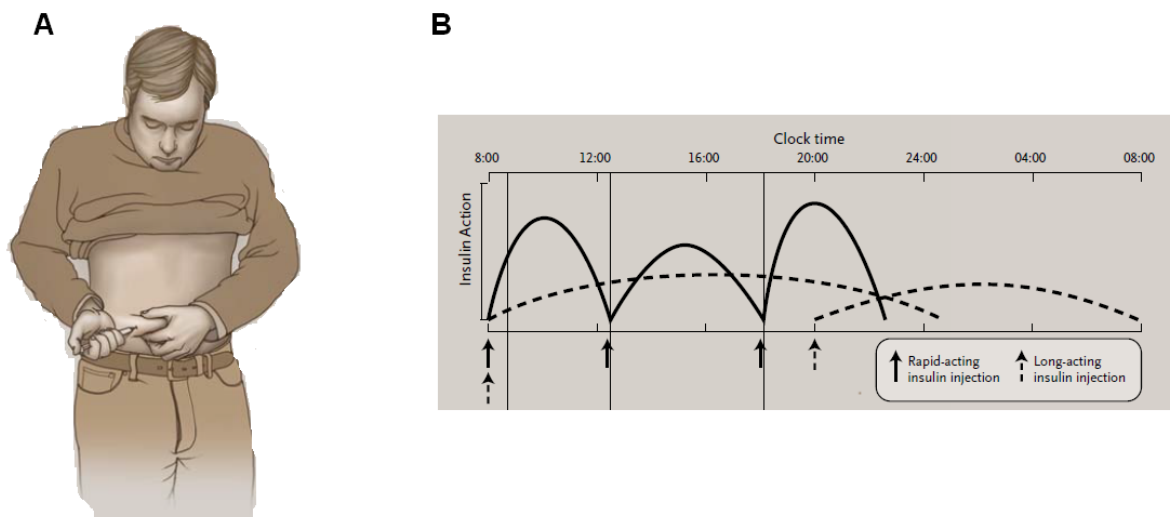 A
B
Clock time
8:00 12:00 16:00 20:00 24:00 04:00 08:00
Insulin Action
Rapid-acting
insulin injection
Long-acting
insulin injection